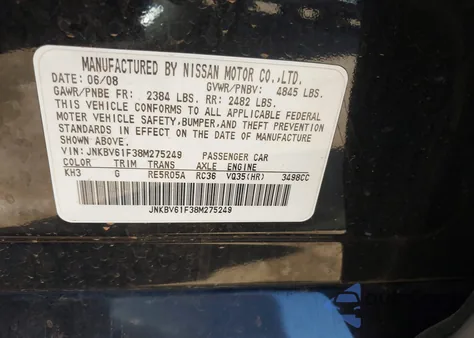 MANUFACTURED BY NISSAN MOTOR CO.,LTD.
DATE: 06/08 GVWR/PNBV: 4845 LBS.
GAWR/PNBE FR: 2384 LBS. RR: 2482 LBS.
THIS VEHICLE CONFORMS TO ALL APPLICABLE FEDERAL
MOTOR VEHICLE SAFETY, BUMPER, AND THEFT PREVENTION
STANDARDS IN EFFECT ON THE DATE OF MANUFACTURE
SHOWN ABOVE.
VIN: JNKBV61F38M275249 PASSENGER CAR
COLOR TRIM TRANS AXLE ENGINE
KH3 G RE5R05A RC36 VQ35(HR) 3498CC
JNKBV61F38M275249